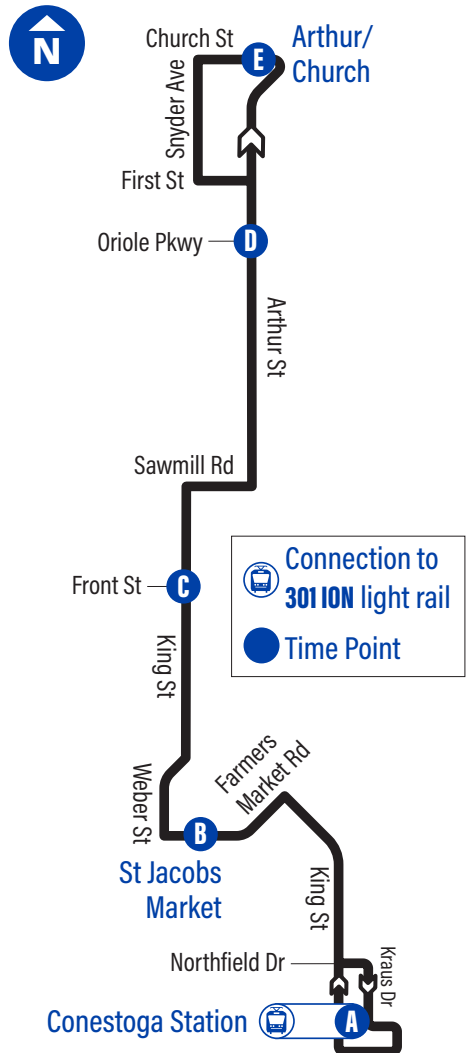 N
Church St
E
Arthur/
Church
Snyder Ave
First St
Oriole Pkwy
D
Arthur St
Sawmill Rd
Connection to
301 ION light rail
Time Point
Front St
C
King St
Farmers
Market Rd
Weber St
B
St Jacobs
Market
King St
Northfield Dr
Kraus Dr
Conestoga Station
A